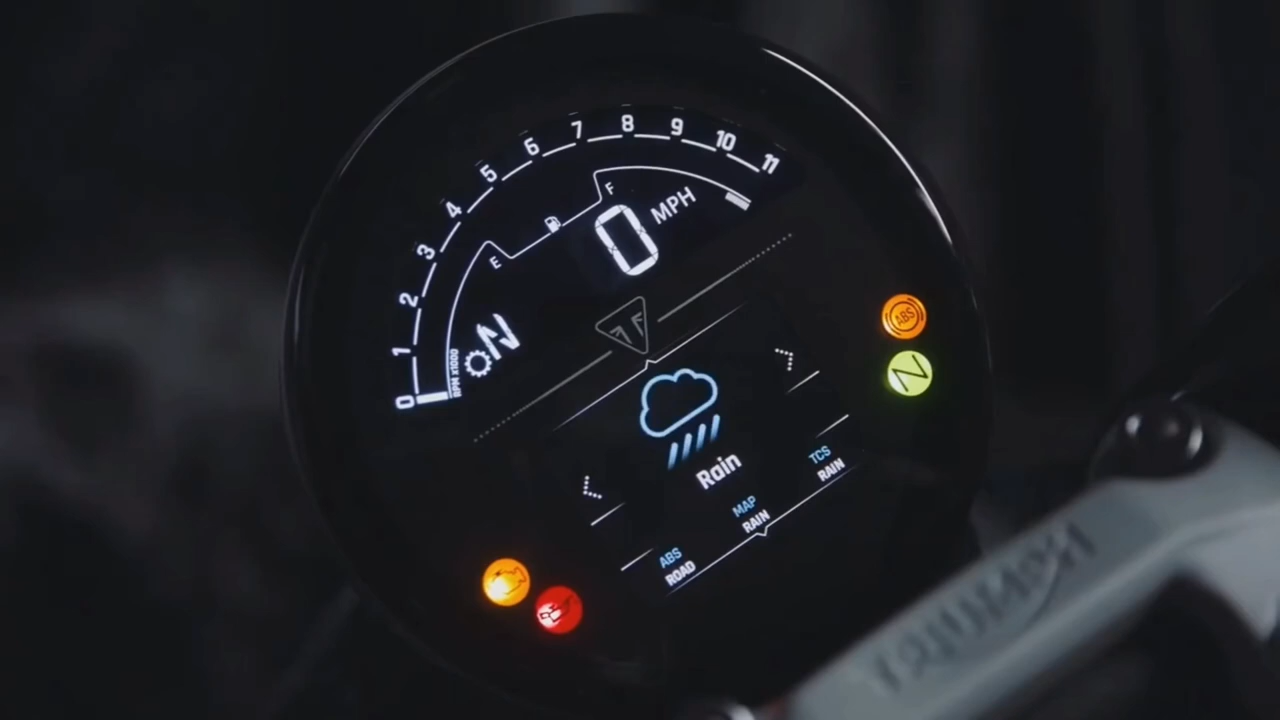 0 1 2 3 4 5 6 7 8 9 10 11
RPM X1000
E
F
0 MPH
N
ABS
N
Rain
ABS
ROAD
MAP
RAIN
TCS
RAIN
TRIUMPH